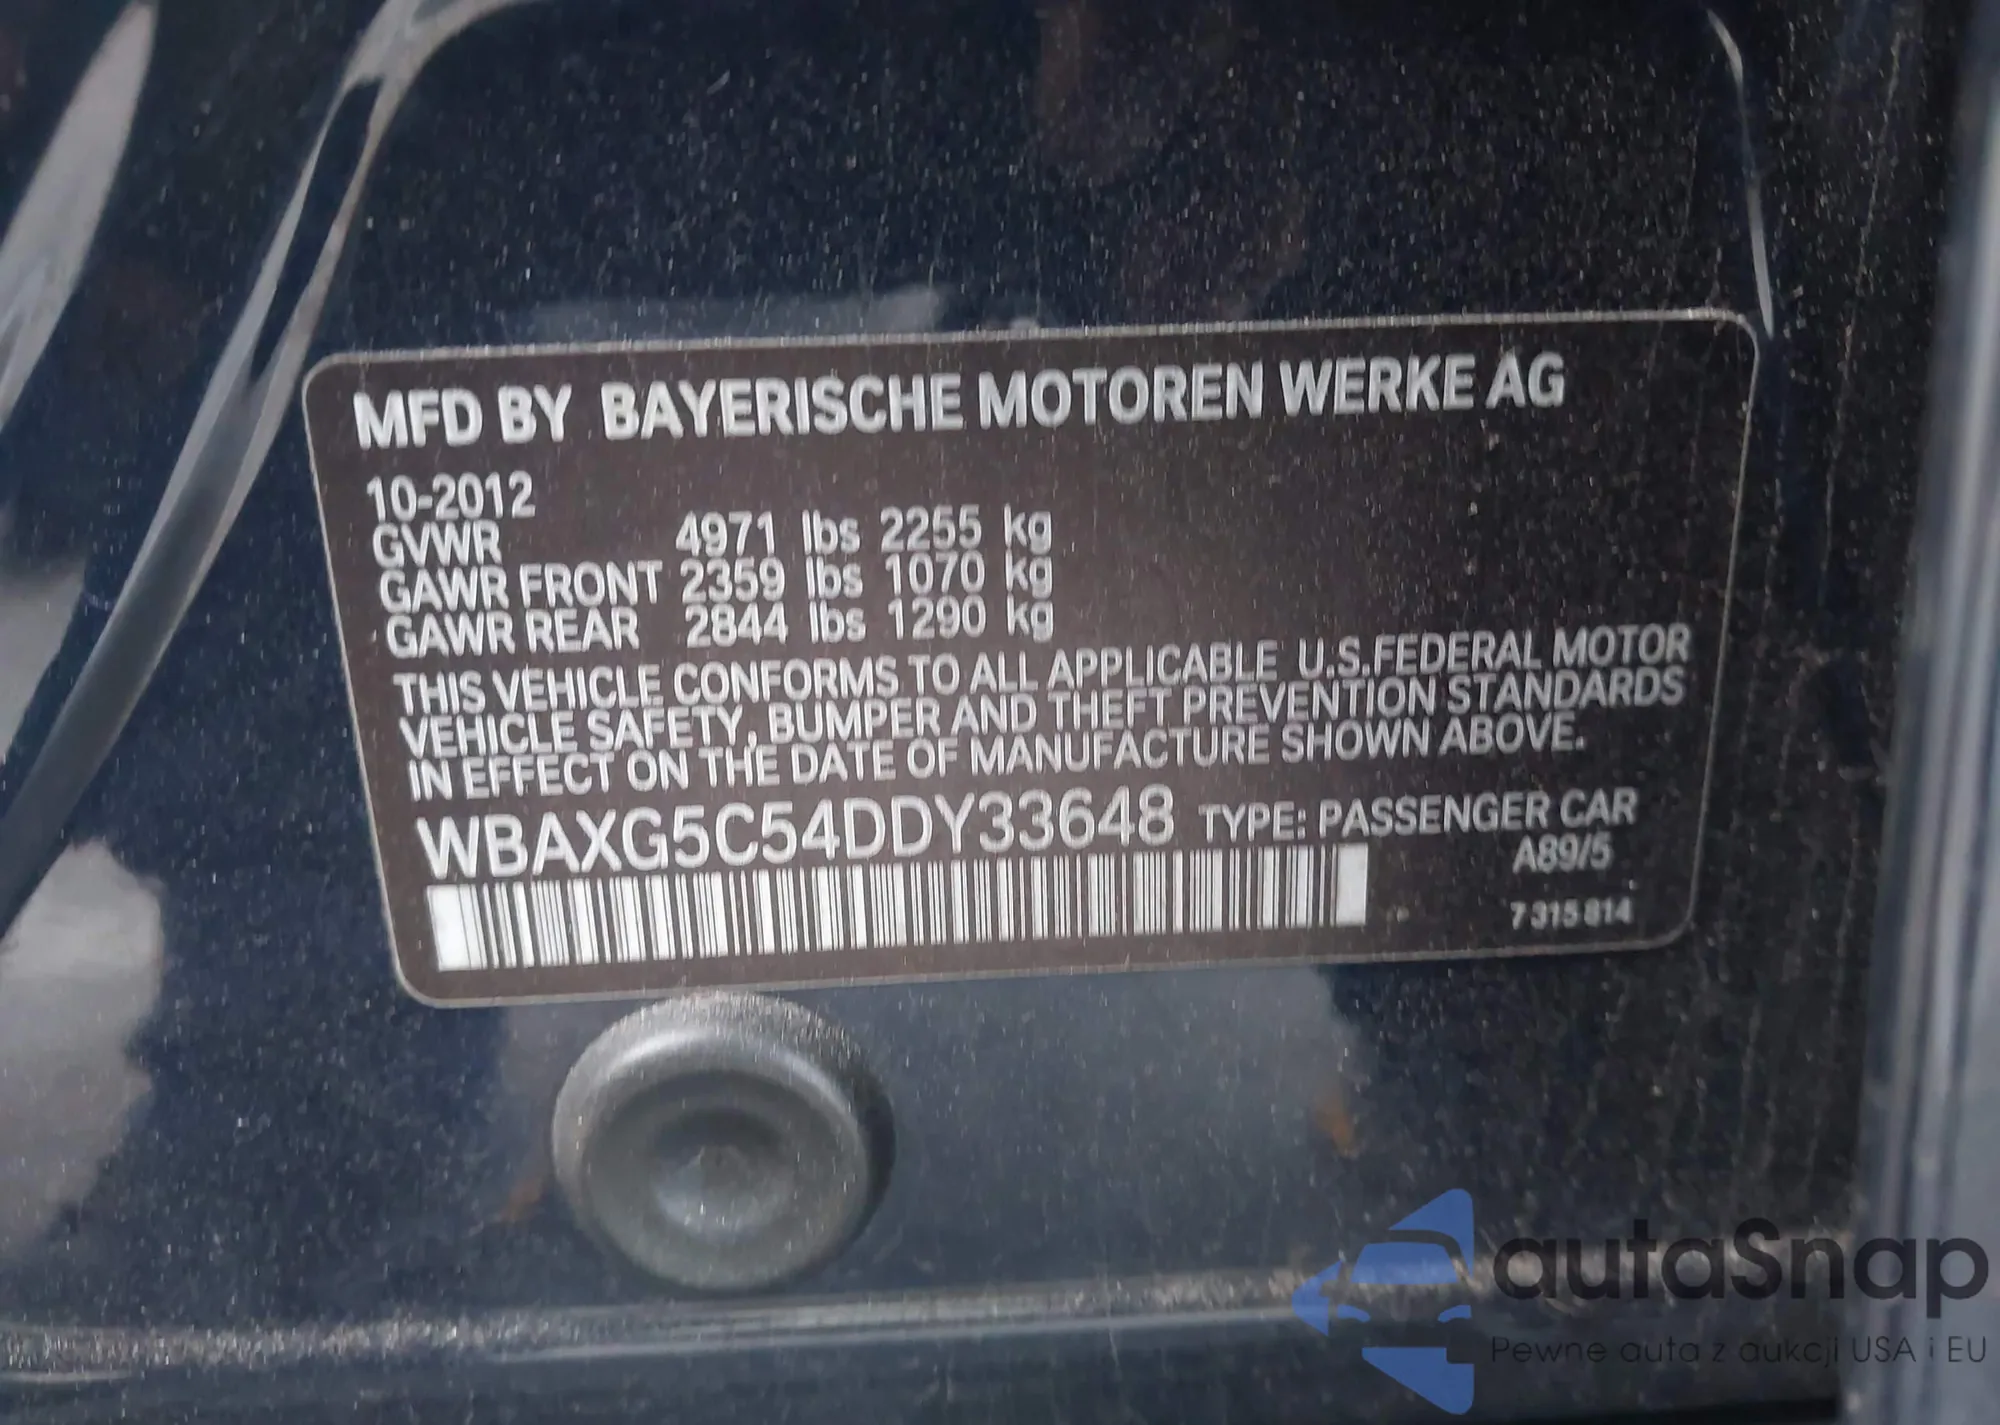 MFD BY BAYERISCHE MOTOREN WERKE AG
10-2012
GVWR 4971 lbs 2255 kg
GAWR FRONT 2359 lbs 1070 kg
GAWR REAR 2844 lbs 1290 kg
THIS VEHICLE CONFORMS TO ALL APPLICABLE U.S.FEDERAL MOTOR
VEHICLE SAFETY, BUMPER AND THEFT PREVENTION STANDARDS
IN EFFECT ON THE DATE OF MANUFACTURE SHOWN ABOVE.
WBAXG5C54DDY33648 TYPE: PASSENGER CAR
A89/5
7 315 814
autaSnap
Pewne auta z aukcji USA i EU